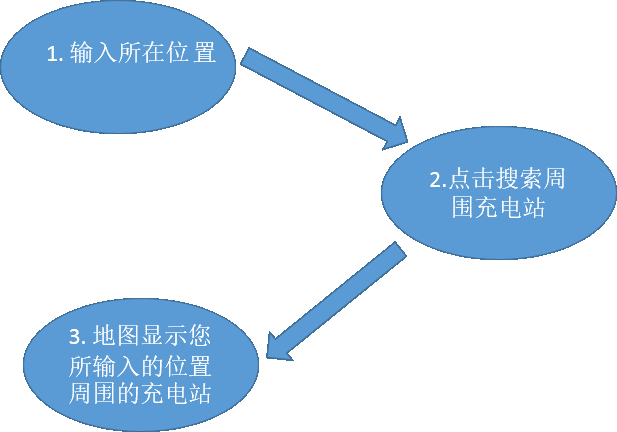 1. 输入所在位置
2.点击搜索周
围充电站
3. 地图显示您
所输入的位置
周围的充电站